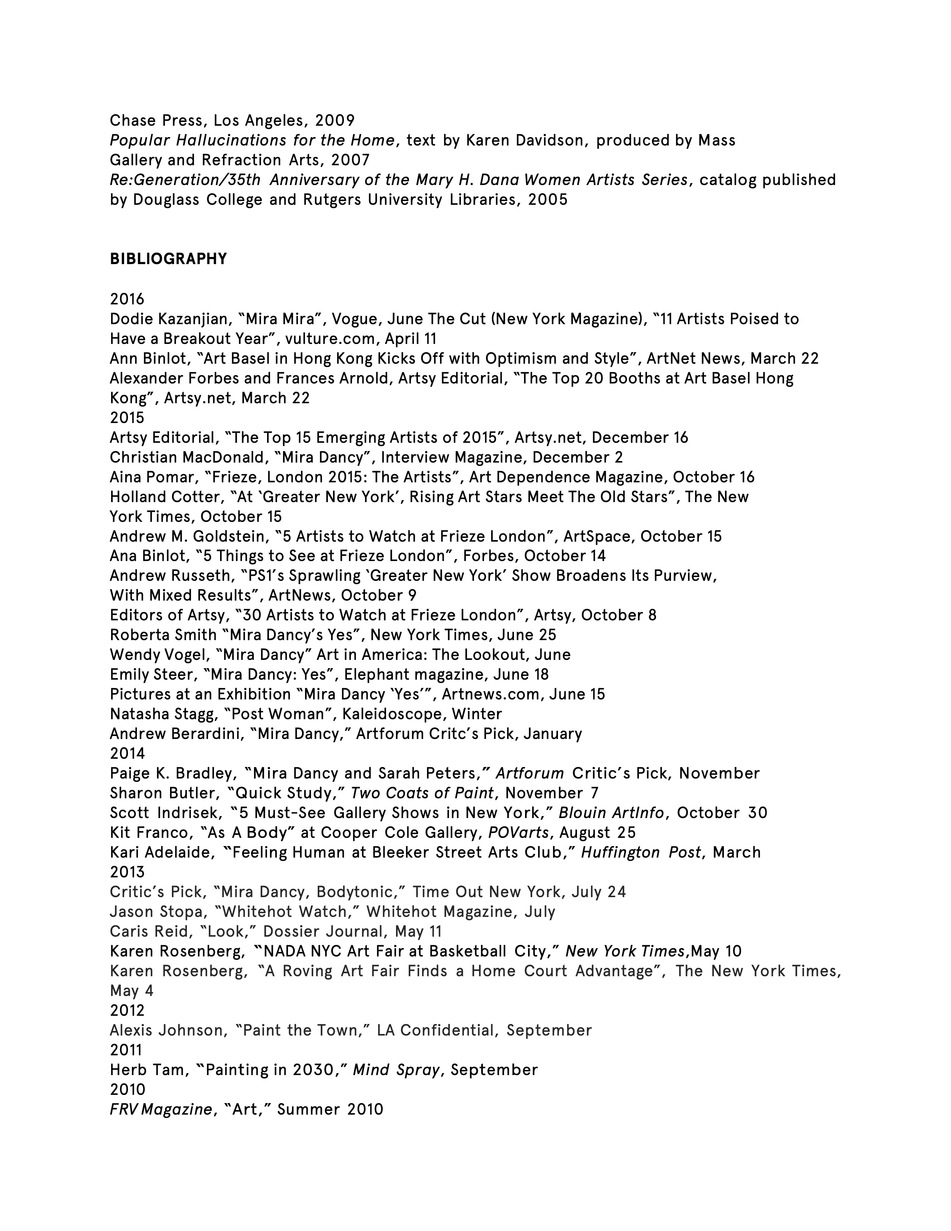 Chase Press, Los Angeles, 2009
Popular Hallucinations for the Home, text by Karen Davidson, produced by Mass
Gallery and Refraction Arts, 2007
Re:Generation/35th Anniversary of the Mary H. Dana Women Artists Series, catalog published
by Douglass College and Rutgers University Libraries, 2005
BIBLIOGRAPHY
2016
Dodie Kazanjian, “Mira Mira”, Vogue, June The Cut (New York Magazine), “11 Artists Poised to
Have a Breakout Year”, vulture.com, April 11
Ann Binlot, “Art Basel in Hong Kong Kicks Off with Optimism and Style”, ArtNet News, March 22
Alexander Forbes and Frances Arnold, Artsy Editorial, “The Top 20 Booths at Art Basel Hong
Kong”, Artsy.net, March 22
2015
Artsy Editorial, “The Top 15 Emerging Artists of 2015”, Artsy.net, December 16
Christian MacDonald, “Mira Dancy”, Interview Magazine, December 2
Aina Pomar, “Frieze, London 2015: The Artists”, Art Dependence Magazine, October 16
Holland Cotter, “At ‘Greater New York’, Rising Art Stars Meet The Old Stars”, The New
York Times, October 15
Andrew M. Goldstein, “5 Artists to Watch at Frieze London”, ArtSpace, October 15
Ana Binlot, “5 Things to See at Frieze London”, Forbes, October 14
Andrew Russeth, “PS1’s Sprawling ‘Greater New York’ Show Broadens Its Purview,
With Mixed Results”, ArtNews, October 9
Editors of Artsy, “30 Artists to Watch at Frieze London”, Artsy, October 8
Roberta Smith “Mira Dancy’s Yes”, New York Times, June 25
Wendy Vogel, “Mira Dancy” Art in America: The Lookout, June
Emily Steer, “Mira Dancy: Yes”, Elephant magazine, June 18
Pictures at an Exhibition “Mira Dancy ‘Yes’”, Artnews.com, June 15
Natasha Stagg, “Post Woman”, Kaleidoscope, Winter
Andrew Berardini, “Mira Dancy,” Artforum Critc’s Pick, January
2014
Paige K. Bradley, “Mira Dancy and Sarah Peters,” Artforum Critic’s Pick, November
Sharon Butler, “Quick Study,” Two Coats of Paint, November 7
Scott Indrisek, “5 Must-See Gallery Shows in New York,” Blouin ArtInfo, October 30
Kit Franco, “As A Body” at Cooper Cole Gallery, POVarts, August 25
Kari Adelaide, “Feeling Human at Bleeker Street Arts Club,” Huffington Post, March
2013
Critic’s Pick, “Mira Dancy, Bodytonic,” Time Out New York, July 24
Jason Stopa, “Whitehot Watch,” Whitehot Magazine, July
Caris Reid, “Look,” Dossier Journal, May 11
Karen Rosenberg, “NADA NYC Art Fair at Basketball City,” New York Times,May 10
Karen Rosenberg, “A Roving Art Fair Finds a Home Court Advantage”, The New York Times,
May 4
2012
Alexis Johnson, “Paint the Town,” LA Confidential, September
2011
Herb Tam, “Painting in 2030,” Mind Spray, September
2010
FRV Magazine, “Art,” Summer 2010